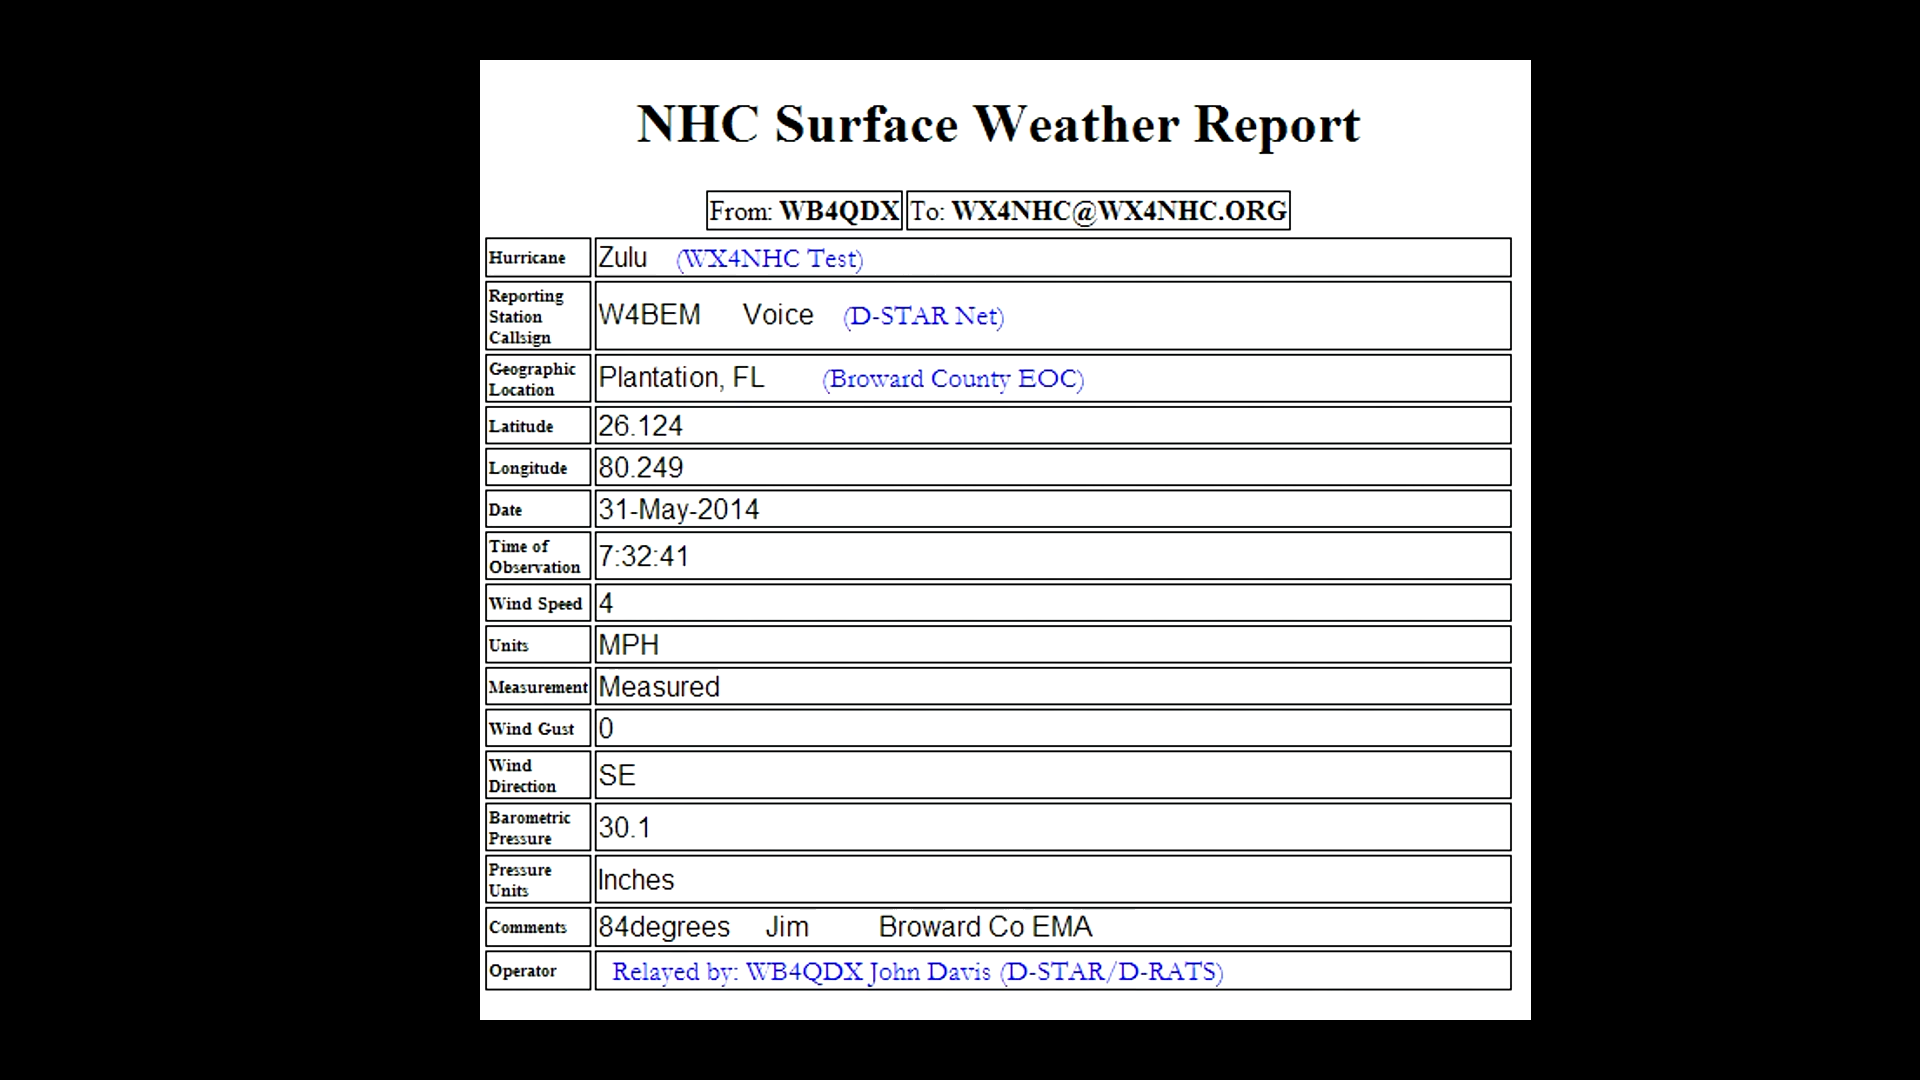 NHC Surface Weather Report
From: WB4QDX To: WX4NHC@WX4NHC.ORG
Hurricane Zulu (WX4NHC Test)
Reporting
Station
Callsign
W4BEM Voice (D-STAR Net)
Geographic
Location
Plantation, FL (Broward County EOC)
Latitude 26.124
Longitude 80.249
Date 31-May-2014
Time of
Observation
7:32:41
Wind Speed 4
Units MPH
Measurement Measured
Wind Gust 0
Wind
Direction
SE
Barometric
Pressure
30.1
Pressure
Units
Inches
Comments 84degrees Jim Broward Co EMA
Operator Relayed by: WB4QDX John Davis (D-STAR/D-RATS)